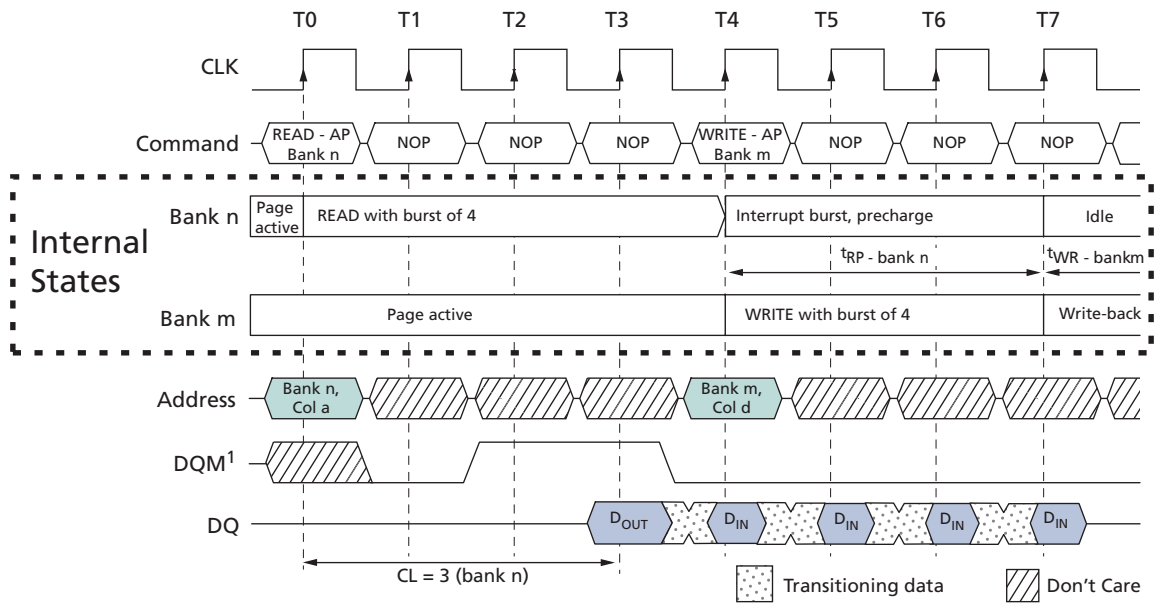 T0 T1 T2 T3 T4 T5 T6 T7
CLK
Command
READ - AP
Bank n
NOP
NOP
NOP
WRITE - AP
Bank m
NOP
NOP
NOP
Internal
States
Bank n
Page
active
READ with burst of 4
Interrupt burst, precharge
Idle
tRP - bank n
tWR - bankm
Bank m
Page active
WRITE with burst of 4
Write-back
Address
Bank n,
Col a
Bank m,
Col d
DQM1
DQ
DOUT
DIN
DIN
DIN
DIN
CL = 3 (bank n)
Transitioning data
Don't Care